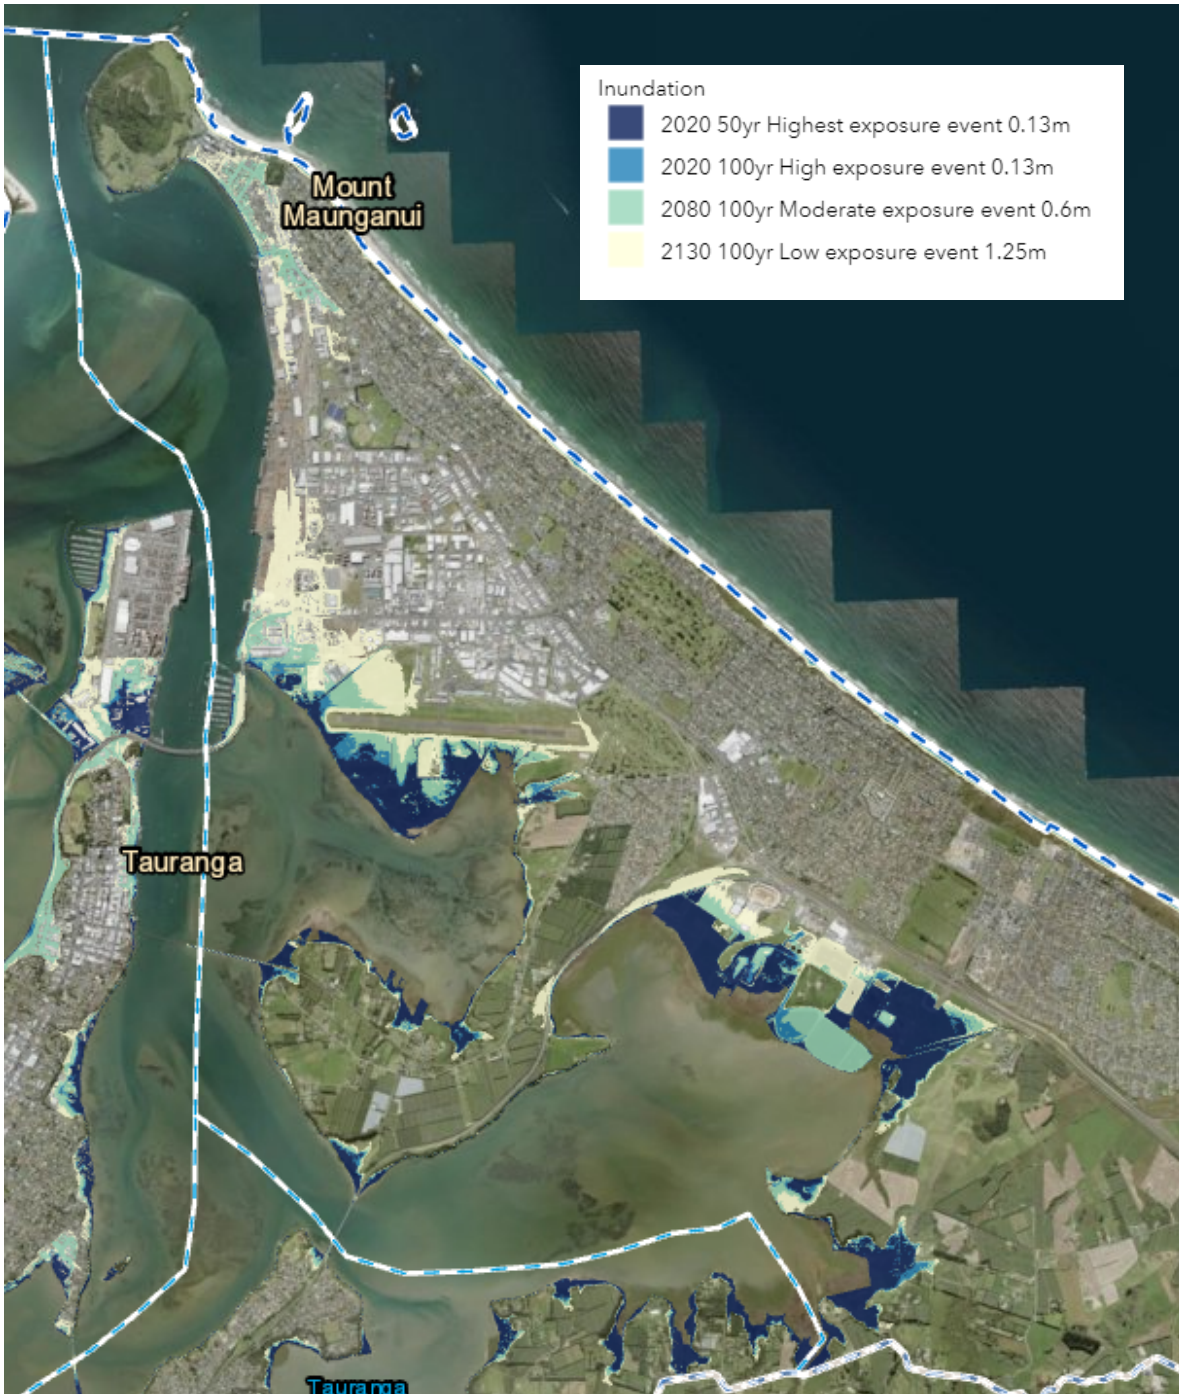 Inundation
2020 50yr Highest exposure event 0.13m
2020 100yr High exposure event 0.13m
2080 100yr Moderate exposure event 0.6m
2130 100yr Low exposure event 1.25m
Mount
Maunganui
Tauranga
Tauranga